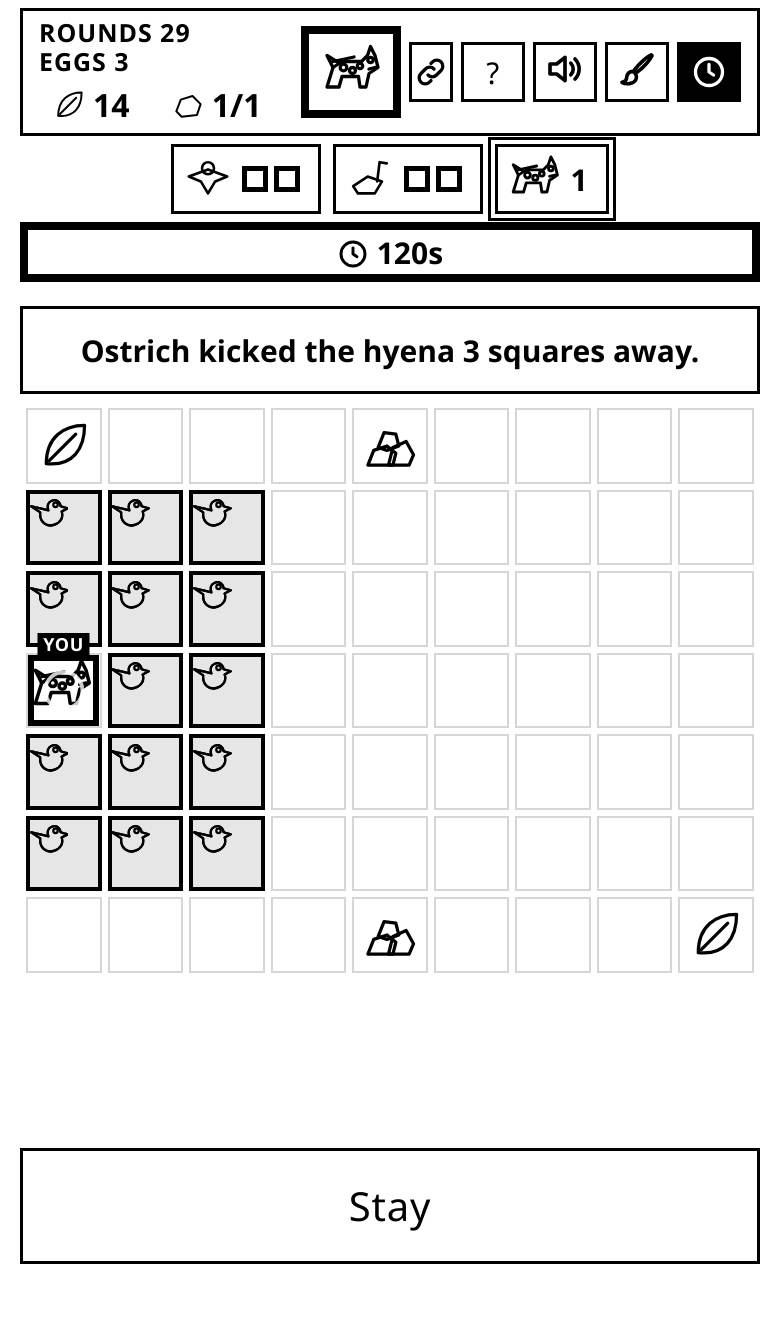 ROUNDS 29
EGGS 3
14 1/1
?
1
120s
Ostrich kicked the hyena 3 squares away.
YOU
Stay